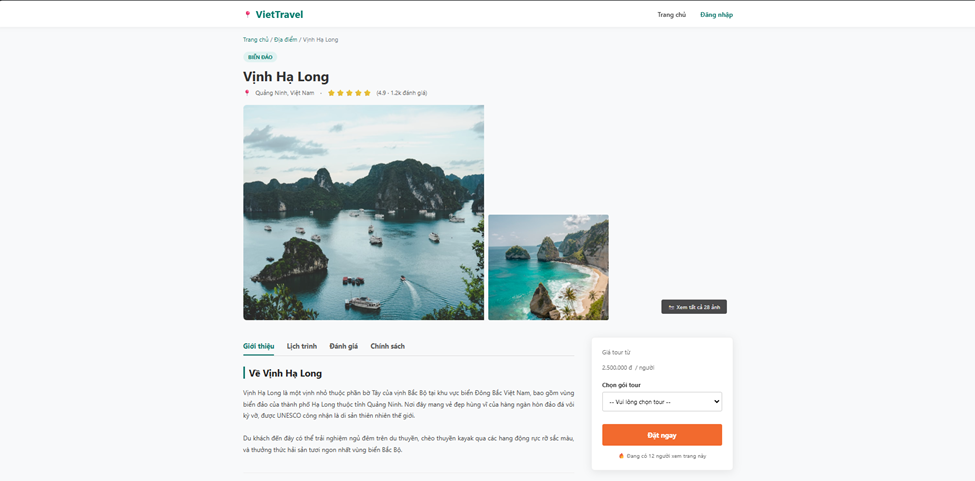 VietTravel
Trang chủ Đăng nhập
Trang chủ / Địa điểm / Vịnh Hạ Long
BIỂN ĐẢO
Vịnh Hạ Long
Quảng Ninh, Việt Nam • (4.9 · 1.2k đánh giá)
Xem tất cả 28 ảnh
Giới thiệu Lịch trình Đánh giá Chính sách
Về Vịnh Hạ Long
Vịnh Hạ Long là một vịnh nhỏ thuộc phần bờ Tây của vịnh Bắc Bộ tại khu vực biển Đông Bắc Việt Nam, bao gồm vùng
biển đảo của thành phố Hạ Long thuộc tỉnh Quảng Ninh. Nơi đây mang vẻ đẹp hùng vĩ của hàng ngàn hòn đảo đá vôi
kỳ vỹ, được UNESCO công nhận là di sản thiên nhiên thế giới.
Du khách đến đây có thể trải nghiệm ngủ đêm trên du thuyền, chèo thuyền kayak qua các hang động rực rỡ sắc màu,
và thưởng thức hải sản tươi ngon nhất vùng biển Bắc Bộ.
Giá tour từ
2.500.000 đ / người
Chọn gói tour
-- Vui lòng chọn tour --
Đặt ngay
Đang có 12 người xem trang này